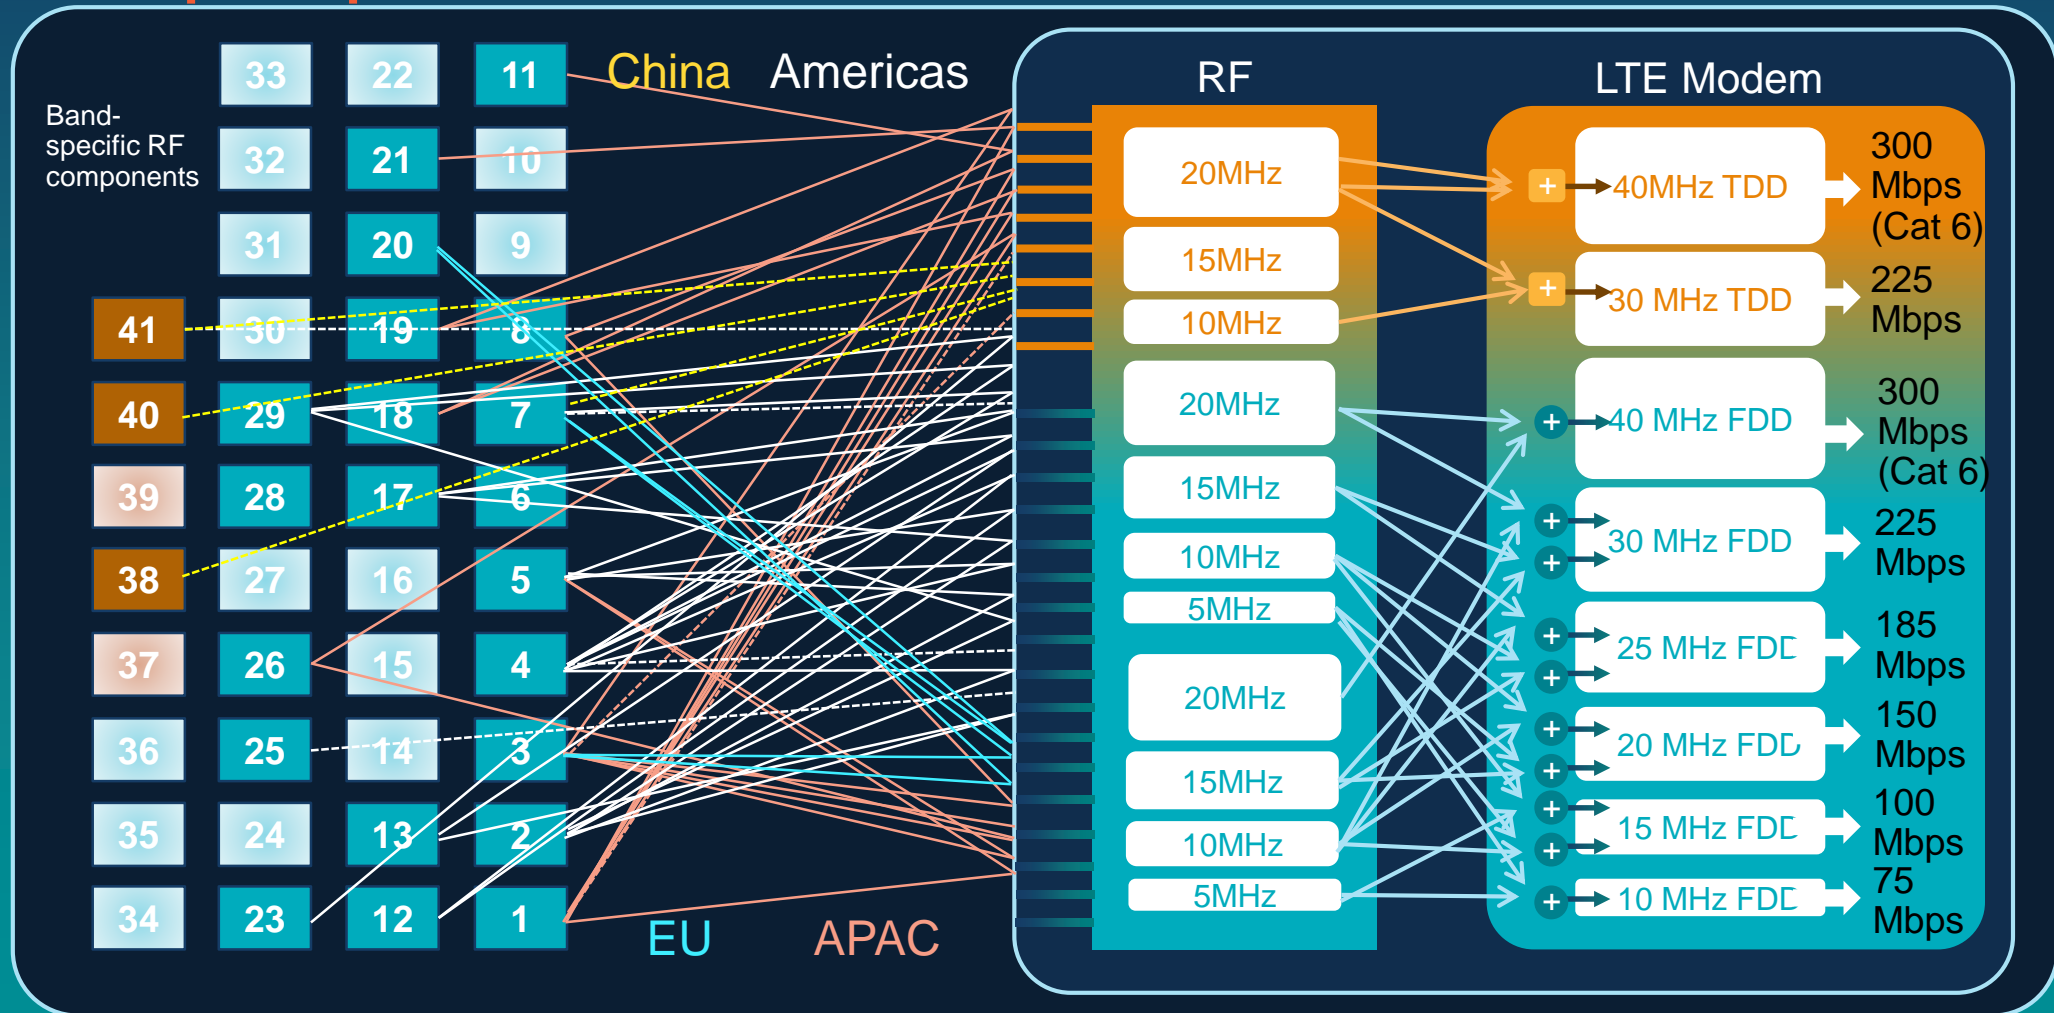 33 22 11 China Americas RF LTE Modem
Band-
specific RF
components
32 21 10
31 20 9
41 30 19 8
40 29 18 7
39 28 17 6
38 27 16 5
37 26 15 4
36 25 14 3
35 24 13 2
34 23 12 1
EU APAC
20MHz
15MHz
10MHz
20MHz
15MHz
10MHz
5MHz
20MHz
15MHz
10MHz
5MHz
+ 40MHz TDD
+ 30 MHz TDD
+ 40 MHz FDD
+
+ 30 MHz FDD
+
+ 25 MHz FDD
+
+ 20 MHz FDD
+
+ 15 MHz FDD
+ 10 MHz FDD
300
Mbps
(Cat 6)
225
Mbps
300
Mbps
(Cat 6)
225
Mbps
185
Mbps
150
Mbps
100
Mbps
75
Mbps